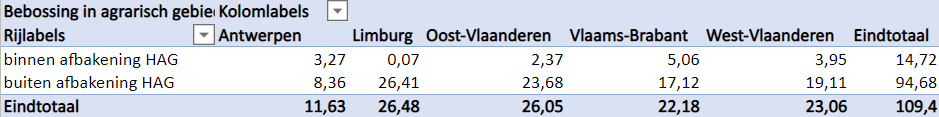 Bebossing in agrarisch gebie Kolomlabels
Rijlabels Antwerpen Limburg Oost-Vlaanderen Vlaams-Brabant West-Vlaanderen Eindtotaal
binnen afbakening HAG 3,27 0,07 2,37 5,06 3,95 14,72
buiten afbakening HAG 8,36 26,41 23,68 17,12 19,11 94,68
Eindtotaal 11,63 26,48 26,05 22,18 23,06 109,4